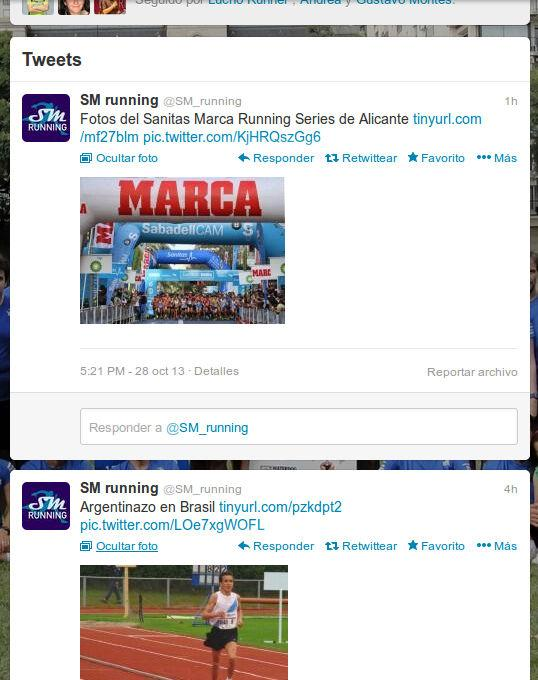 Seguido por Lucho Runner, Andrea y Gustavo Montes.
Tweets
SM running @SM_running 1h
Fotos del Sanitas Marca Running Series de Alicante tinyurl.com
/mf27blm pic.twitter.com/KjHRQszGg6
Ocultar foto Responder Retwittear Favorito Más
SM
RUNNING
MARCA
SabadellCAM
Sanitas
MARCA
5:21 PM - 28 oct 13 · Detalles Reportar archivo
Responder a @SM_running
SM running @SM_running 4h
Argentinazo en Brasil tinyurl.com/pzkdpt2
pic.twitter.com/LOe7xgWOFL
Ocultar foto Responder Retwittear Favorito Más
SM
RUNNING